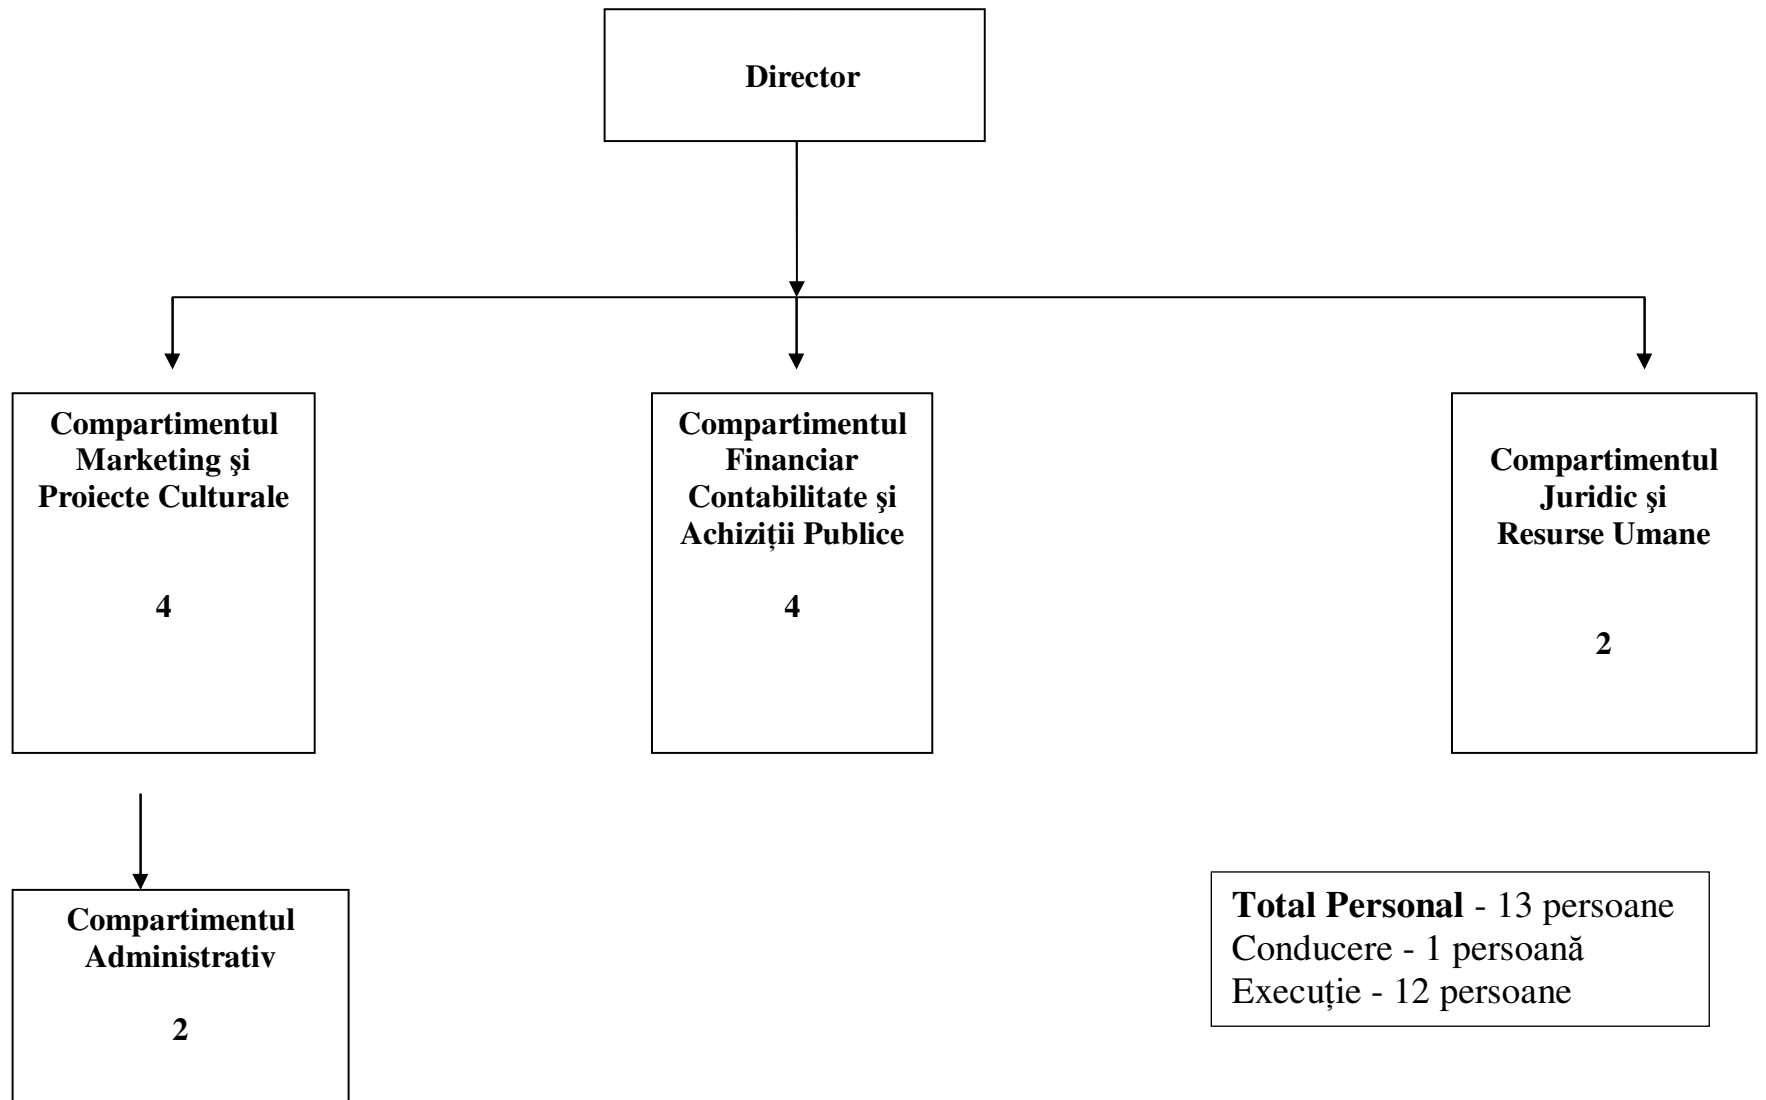 Director
Compartimentul
Marketing şi
Proiecte Culturale
4
Compartimentul
Financiar
Contabilitate şi
Achiziții Publice
4
Compartimentul
Juridic şi
Resurse Umane
2
Compartimentul
Administrativ
2
Total Personal - 13 persoane
Conducere - 1 persoană
Execuție - 12 persoane